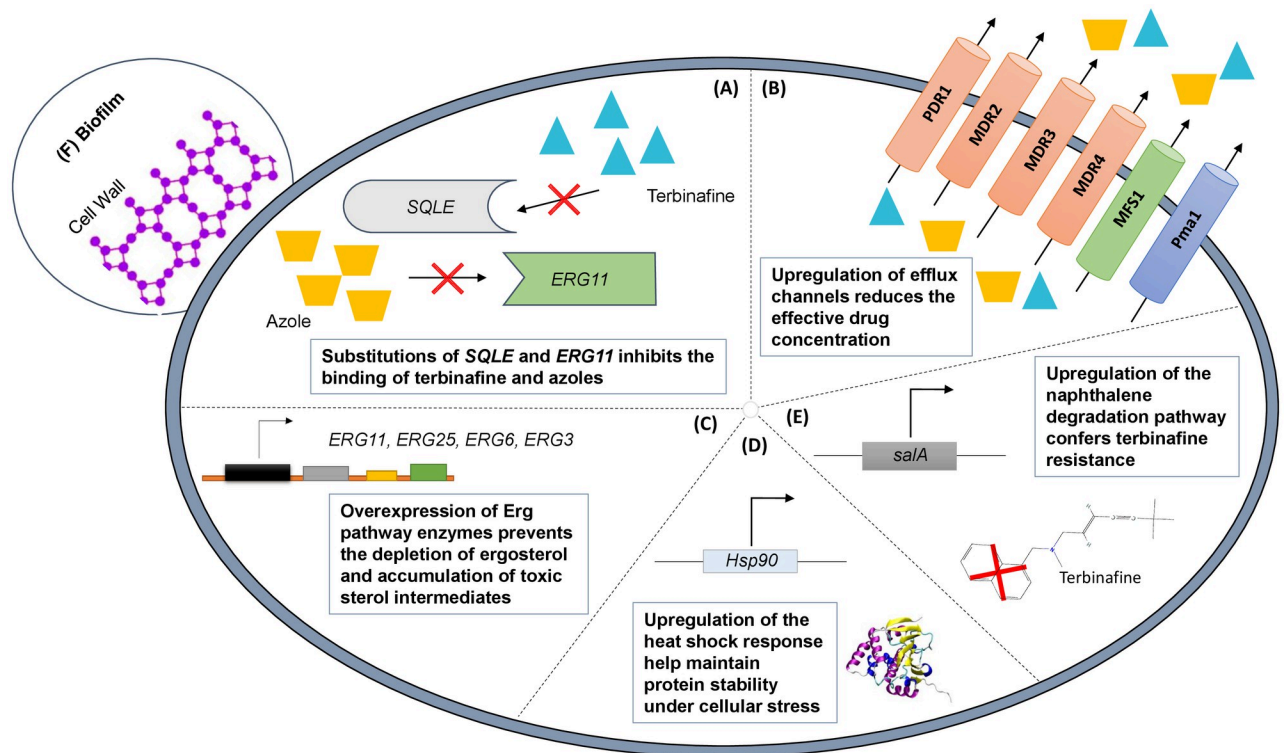 (F) Biofilm
Cell Wall
(A)
Terbinafine
SQLE
ERG11
Azole
Substitutions of SQLE and ERG11 inhibits the
binding of terbinafine and azoles
(B)
PDR1
MDR2
MDR3
MDR4
MFS1
Pma1
Upregulation of efflux
channels reduces the
effective drug
concentration
(C)
ERG11, ERG25, ERG6, ERG3
Overexpression of Erg
pathway enzymes prevents
the depletion of ergosterol
and accumulation of toxic
sterol intermediates
(D)
Hsp90
Upregulation of the
heat shock response
help maintain
protein stability
under cellular stress
(E)
salA
Upregulation of the
naphthalene
degradation pathway
confers terbinafine
resistance
Terbinafine